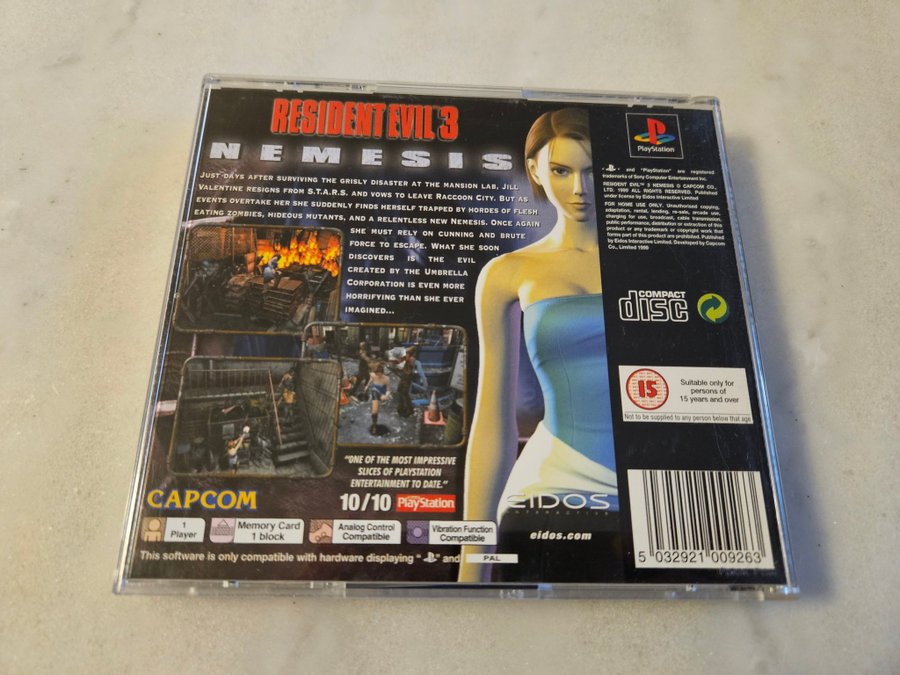 RESIDENT EVIL 3
NEMESIS
JUST DAYS AFTER SURVIVING THE GRISLY DISASTER AT THE MANSION LAB, JILL
VALENTINE RESIGNS FROM S.T.A.R.S. AND VOWS TO LEAVE RACCOON CITY. BUT AS
EVENTS OVERTAKE HER SHE SUDDENLY FINDS HERSELF TRAPPED BY HORDES OF FLESH
EATING ZOMBIES, HIDEOUS MUTANTS, AND A RELENTLESS NEW NEMESIS. ONCE AGAIN
SHE MUST RELY ON CUNNING AND BRUTE
FORCE TO ESCAPE. WHAT SHE SOON
DISCOVERS IS THE EVIL
CREATED BY THE UMBRELLA
CORPORATION IS EVEN MORE
HORRIFYING THAN SHE EVER
IMAGINED...
"ONE OF THE MOST IMPRESSIVE
SLICES OF PLAYSTATION
ENTERTAINMENT TO DATE."
10/10 PlayStation
CAPCOM
1
Player
Memory Card
1 block
Analog Control
Compatible
Vibration Function
Compatible
This software is only compatible with hardware displaying " " and PAL
EIDOS
INTERACTIVE
eidos.com
PlayStation
" " and "PlayStation" are registered
trademarks of Sony Computer Entertainment Inc.
RESIDENT EVIL 3 NEMESIS © CAPCOM CO.,
LTD. 1999 ALL RIGHTS RESERVED. Published
under license by Eidos Interactive Limited
FOR HOME USE ONLY. Unauthorised copying,
adaptation, rental, lending, re-sale, arcade use,
charging for use, broadcast, cable transmission,
public performance, distribution or extraction of this
product or any trademark or copyright work that
forms part of this product are prohibited. Published
by Eidos Interactive Limited. Developed by Capcom
Co., Limited 1999
COMPACT
disc
15
Suitable only for
persons of
15 years and over
Not to be supplied to any person below that age
5 032921 009263